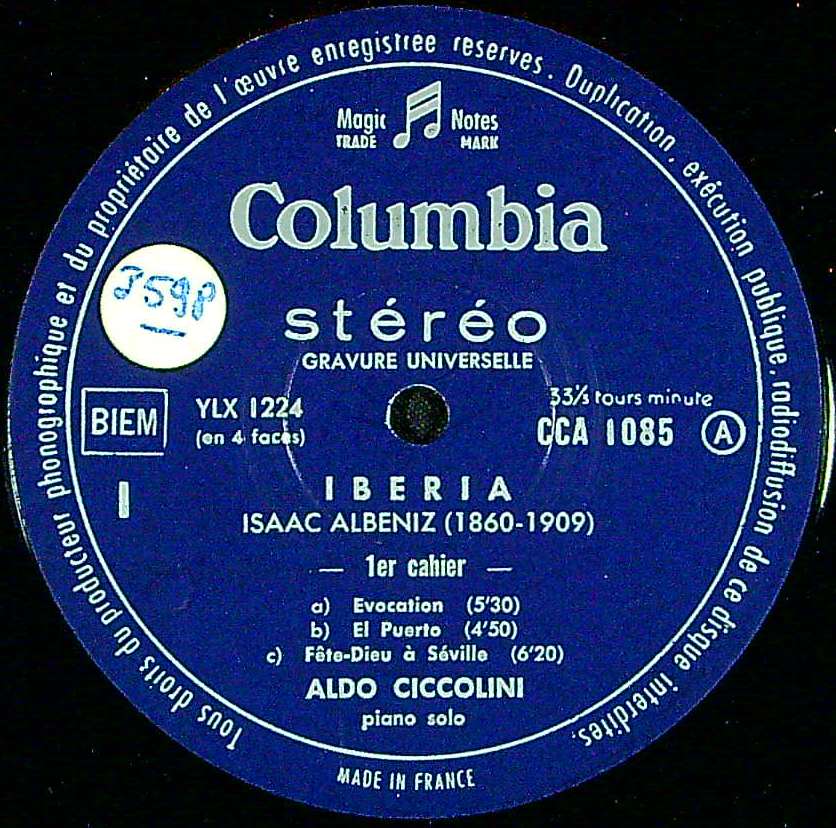 Tous droits du producteur phonographique et du propriétaire de l'œuvre enregistrée réservés. Duplication, exécution publique, radiodiffusion de ce disque interdites.
Magic Notes
TRADE MARK
Columbia
3598
stéréo
GRAVURE UNIVERSELLE
BIEM
YLX 1224
(en 4 faces)
33⅓ tours minute
CCA 1085 A
I
IBERIA
ISAAC ALBENIZ (1860-1909)
— 1er cahier —
a) Evocation (5'30)
b) El Puerto (4'50)
c) Fête-Dieu à Séville (6'20)
ALDO CICCOLINI
piano solo
MADE IN FRANCE